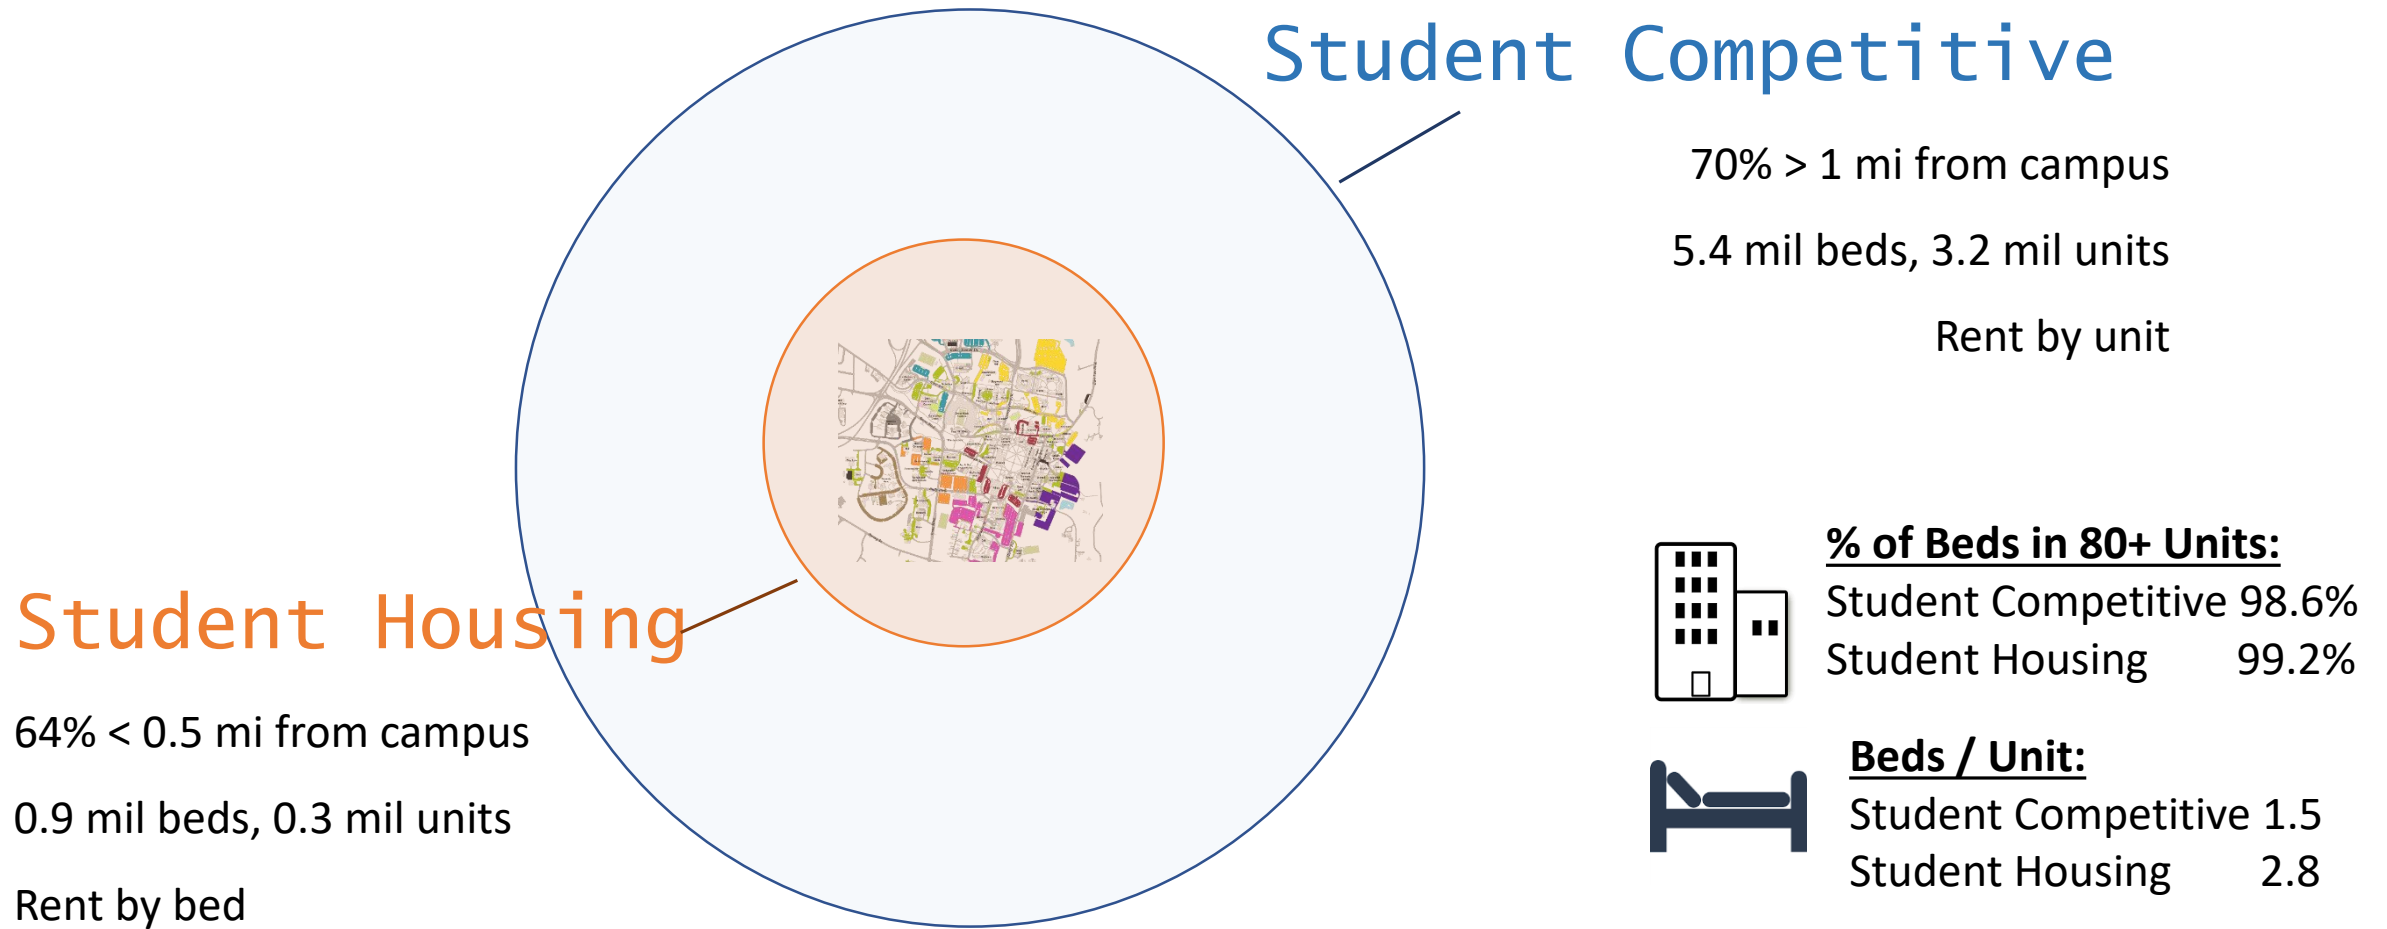 Student Competitive
70% > 1 mi from campus
5.4 mil beds, 3.2 mil units
Rent by unit
Student Housing
64% < 0.5 mi from campus
0.9 mil beds, 0.3 mil units
Rent by bed
% of Beds in 80+ Units:
Student Competitive 98.6%
Student Housing 99.2%
Beds / Unit:
Student Competitive 1.5
Student Housing 2.8